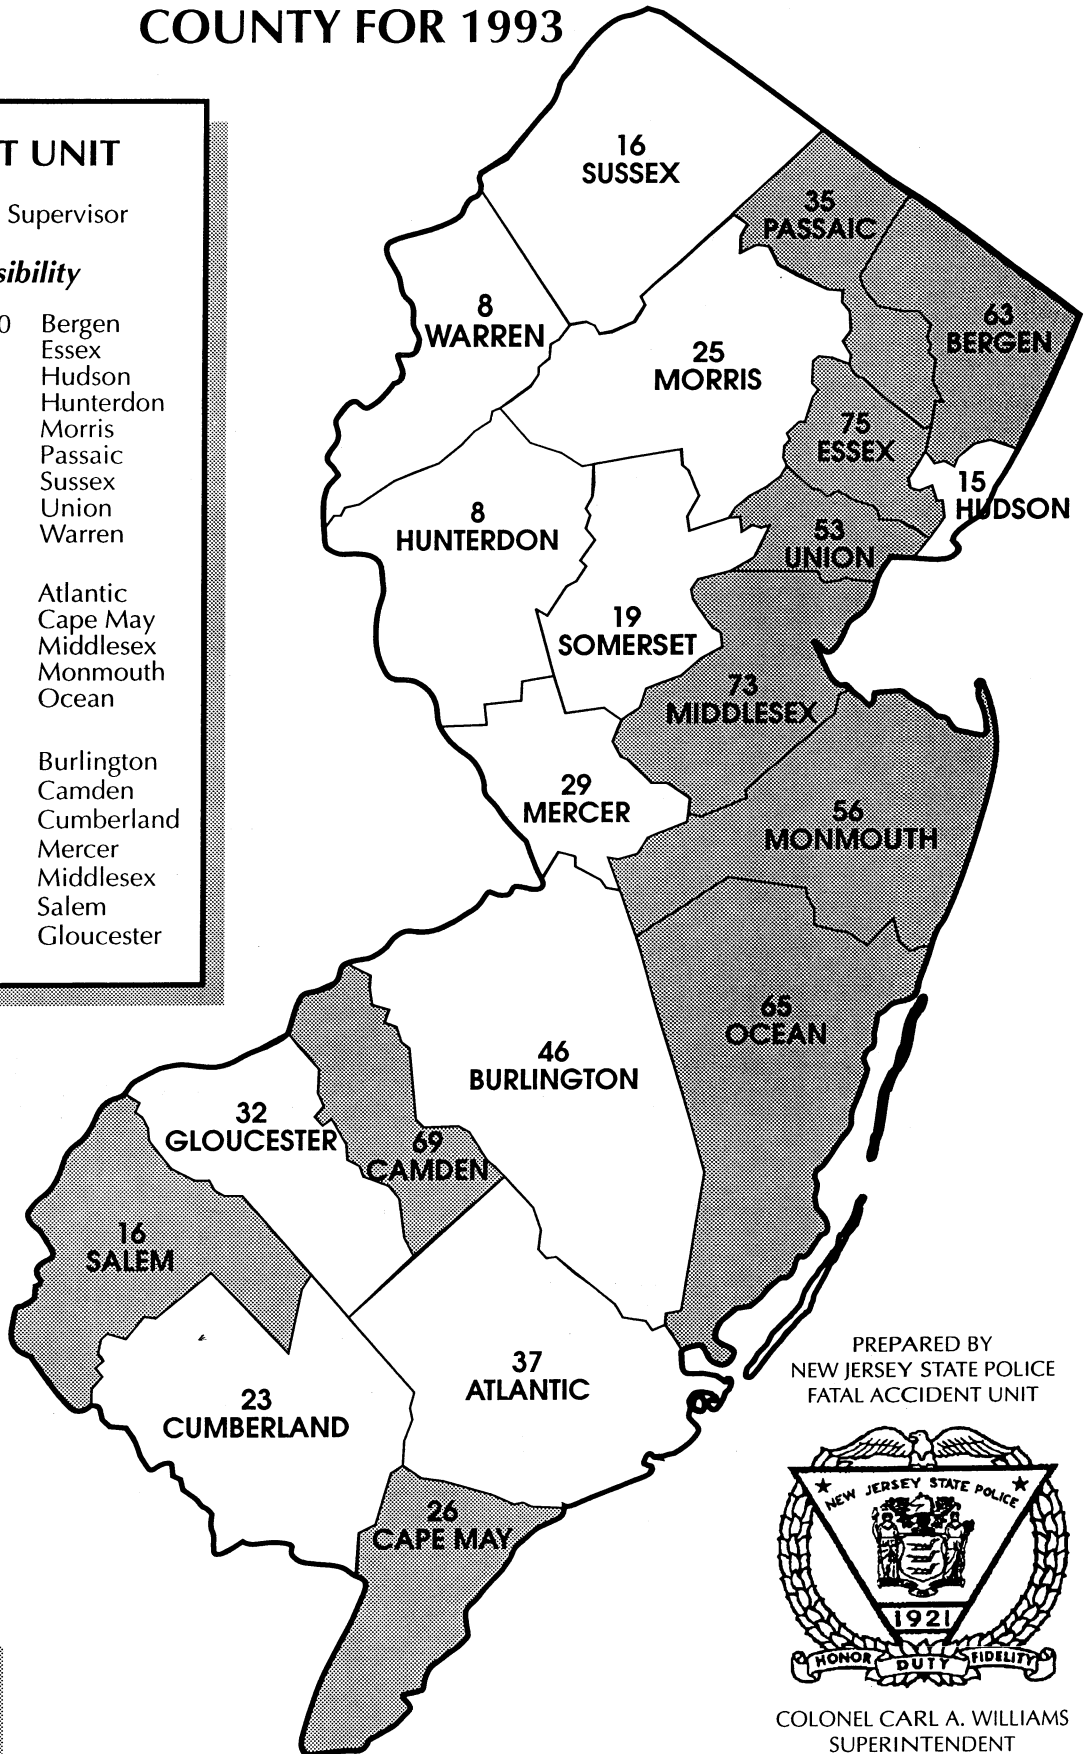 COUNTY FOR 1993
T UNIT
Supervisor
sibility
0 Bergen
Essex
Hudson
Hunterdon
Morris
Passaic
Sussex
Union
Warren
Atlantic
Cape May
Middlesex
Monmouth
Ocean
Burlington
Camden
Cumberland
Mercer
Middlesex
Salem
Gloucester
16
SUSSEX
35
PASSAIC
8
WARREN
63
BERGEN
25
MORRIS
75
ESSEX
15
HUDSON
8
HUNTERDON
53
UNION
19
SOMERSET
73
MIDDLESEX
29
MERCER
56
MONMOUTH
65
OCEAN
46
BURLINGTON
32
GLOUCESTER
69
CAMDEN
16
SALEM
37
ATLANTIC
23
CUMBERLAND
26
CAPE MAY
PREPARED BY
NEW JERSEY STATE POLICE
FATAL ACCIDENT UNIT
NEW JERSEY STATE POLICE
1921
HONOR DUTY FIDELITY
COLONEL CARL A. WILLIAMS
SUPERINTENDENT